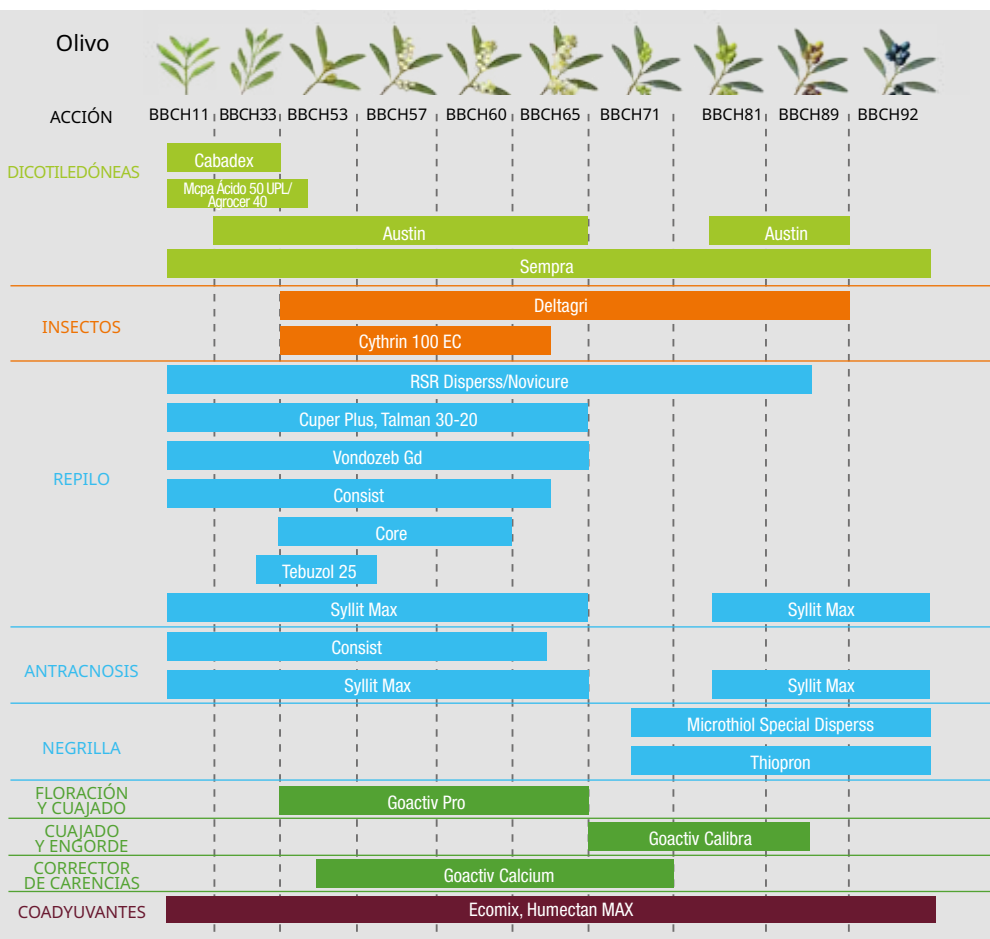 Olivo
ACCIÓN
BBCH11 BBCH33 BBCH53 BBCH57 BBCH60 BBCH65 BBCH71 BBCH81 BBCH89 BBCH92
DICOTILEDÓNEAS
Cabadex
Mcpa Ácido 50 UPL/
Agrocer 40
Austin Austin
Sempra
INSECTOS
Deltagri
Cythrin 100 EC
REPILO
RSR Disperss/Novicure
Cuper Plus, Talman 30-20
Vondozeb Gd
Consist
Core
Tebuzol 25
Syllit Max Syllit Max
ANTRACNOSIS
Consist
Syllit Max Syllit Max
NEGRILLA
Microthiol Special Disperss
Thiopron
FLORACIÓN
Y CUAJADO
Goactiv Pro
CUAJADO
Y ENGORDE
Goactiv Calibra
CORRECTOR
DE CARENCIAS
Goactiv Calcium
COADYUVANTES
Ecomix, Humectan MAX